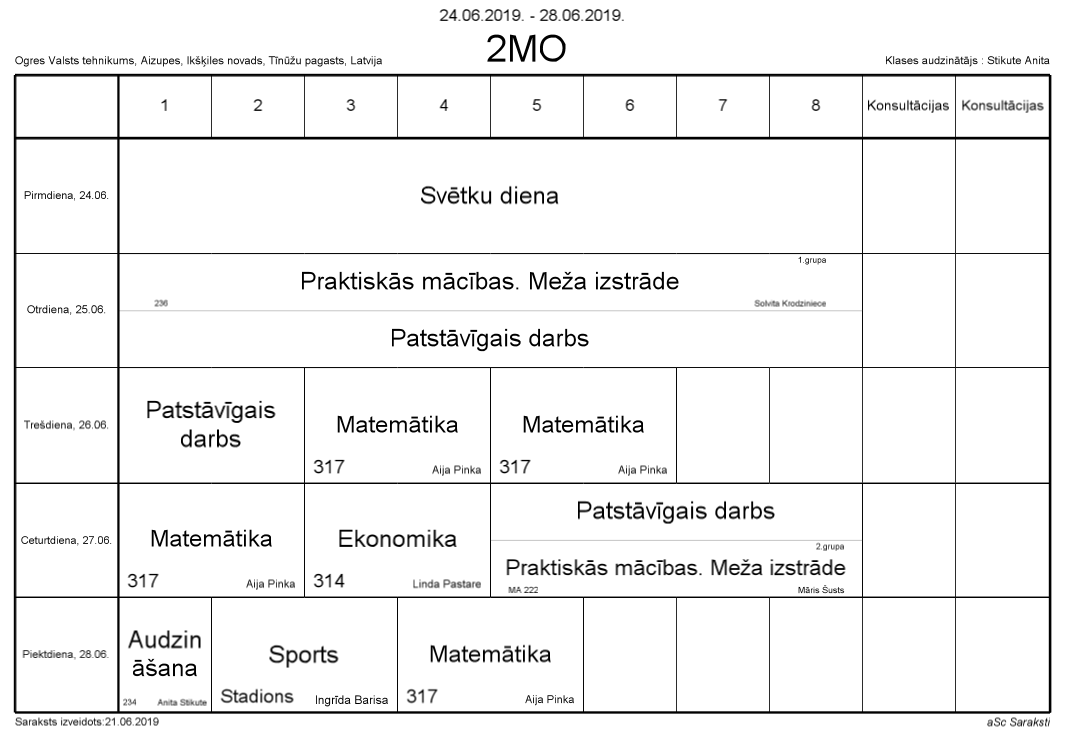 24.06.2019. - 28.06.2019.
2MO
Ogres Valsts tehnikums, Aizupes, Ikšķiles novads, Tīnūžu pagasts, Latvija
Klases audzinātājs : Stikute Anita
1 2 3 4 5 6 7 8 Konsultācijas Konsultācijas
Pirmdiena, 24.06.
Svētku diena
Otrdiena, 25.06.
1.grupa
Praktiskās mācības. Meža izstrāde
236 Solvita Krodziniece
Patstāvīgais darbs
Trešdiena, 26.06.
Patstāvīgais
darbs
Matemātika
317 Aija Pinka
Matemātika
317 Aija Pinka
Ceturtdiena, 27.06.
Matemātika
317 Aija Pinka
Ekonomika
314 Linda Pastare
Patstāvīgais darbs
2.grupa
Praktiskās mācības. Meža izstrāde
MA 222 Māris Šusts
Piektdiena, 28.06.
Audzin
āšana
234 Anita Stikute
Sports
Stadions Ingrīda Barisa
Matemātika
317 Aija Pinka
Saraksts izveidots:21.06.2019
aSc Saraksti